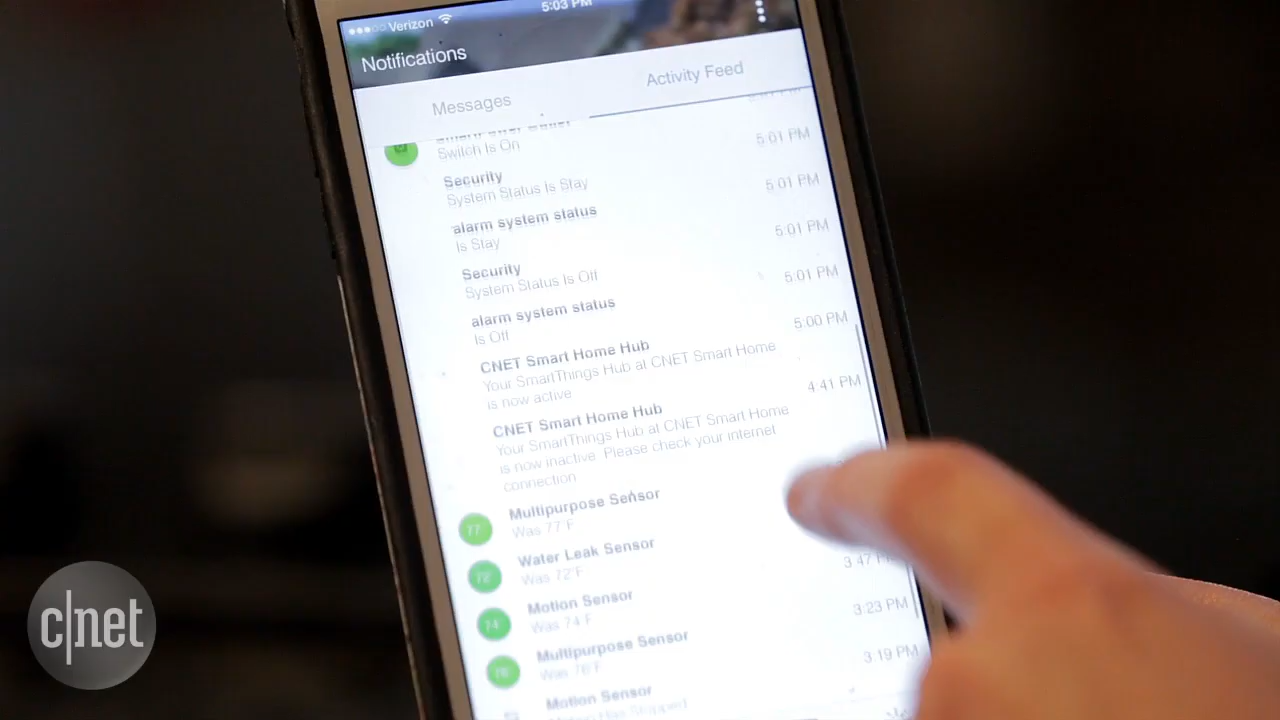 Verizon 5:03 PM
Notifications
Messages
Activity Feed
Switch Is On
5:01 PM
Security
System Status Is Stay
5:01 PM
alarm system status
Is Stay
5:01 PM
Security
System Status Is Off
5:01 PM
alarm system status
Is Off
5:00 PM
CNET Smart Home Hub
Your SmartThings Hub at CNET Smart Home
is now active
4:41 PM
CNET Smart Home Hub
Your SmartThings Hub at CNET Smart Home
is now inactive. Please check your internet
connection
77 Multipurpose Sensor
Was 77°F
72 Water Leak Sensor
Was 72°F
3:47 PM
74 Motion Sensor
Was 74°F
3:23 PM
76 Multipurpose Sensor
Was 76°F
3:19 PM
Motion Sensor
Motion Has Stopped
c|net